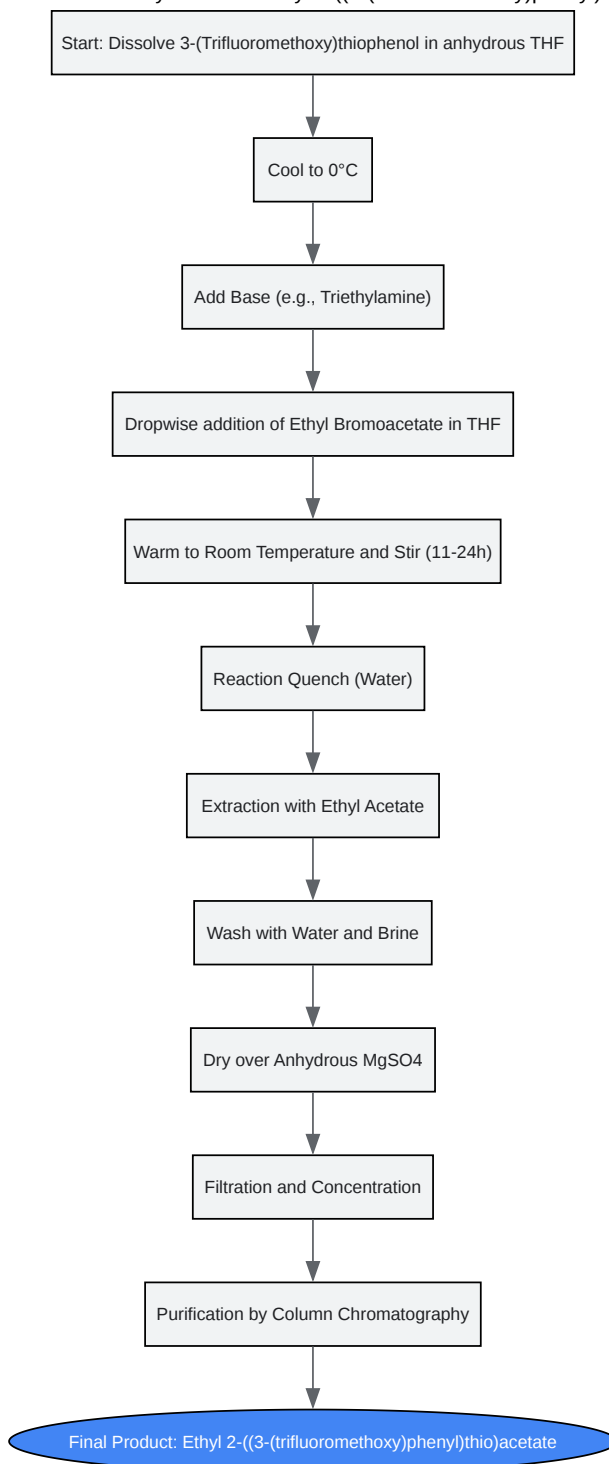 Start: Dissolve 3-(Trifluoromethoxy)thiophenol in anhydrous THF
Cool to 0°C
Add Base (e.g., Triethylamine)
Dropwise addition of Ethyl Bromoacetate in THF
Warm to Room Temperature and Stir (11-24h)
Reaction Quench (Water)
Extraction with Ethyl Acetate
Wash with Water and Brine
Dry over Anhydrous MgSO4
Filtration and Concentration
Purification by Column Chromatography
Final Product: Ethyl 2-((3-(trifluoromethoxy)phenyl)thio)acetate